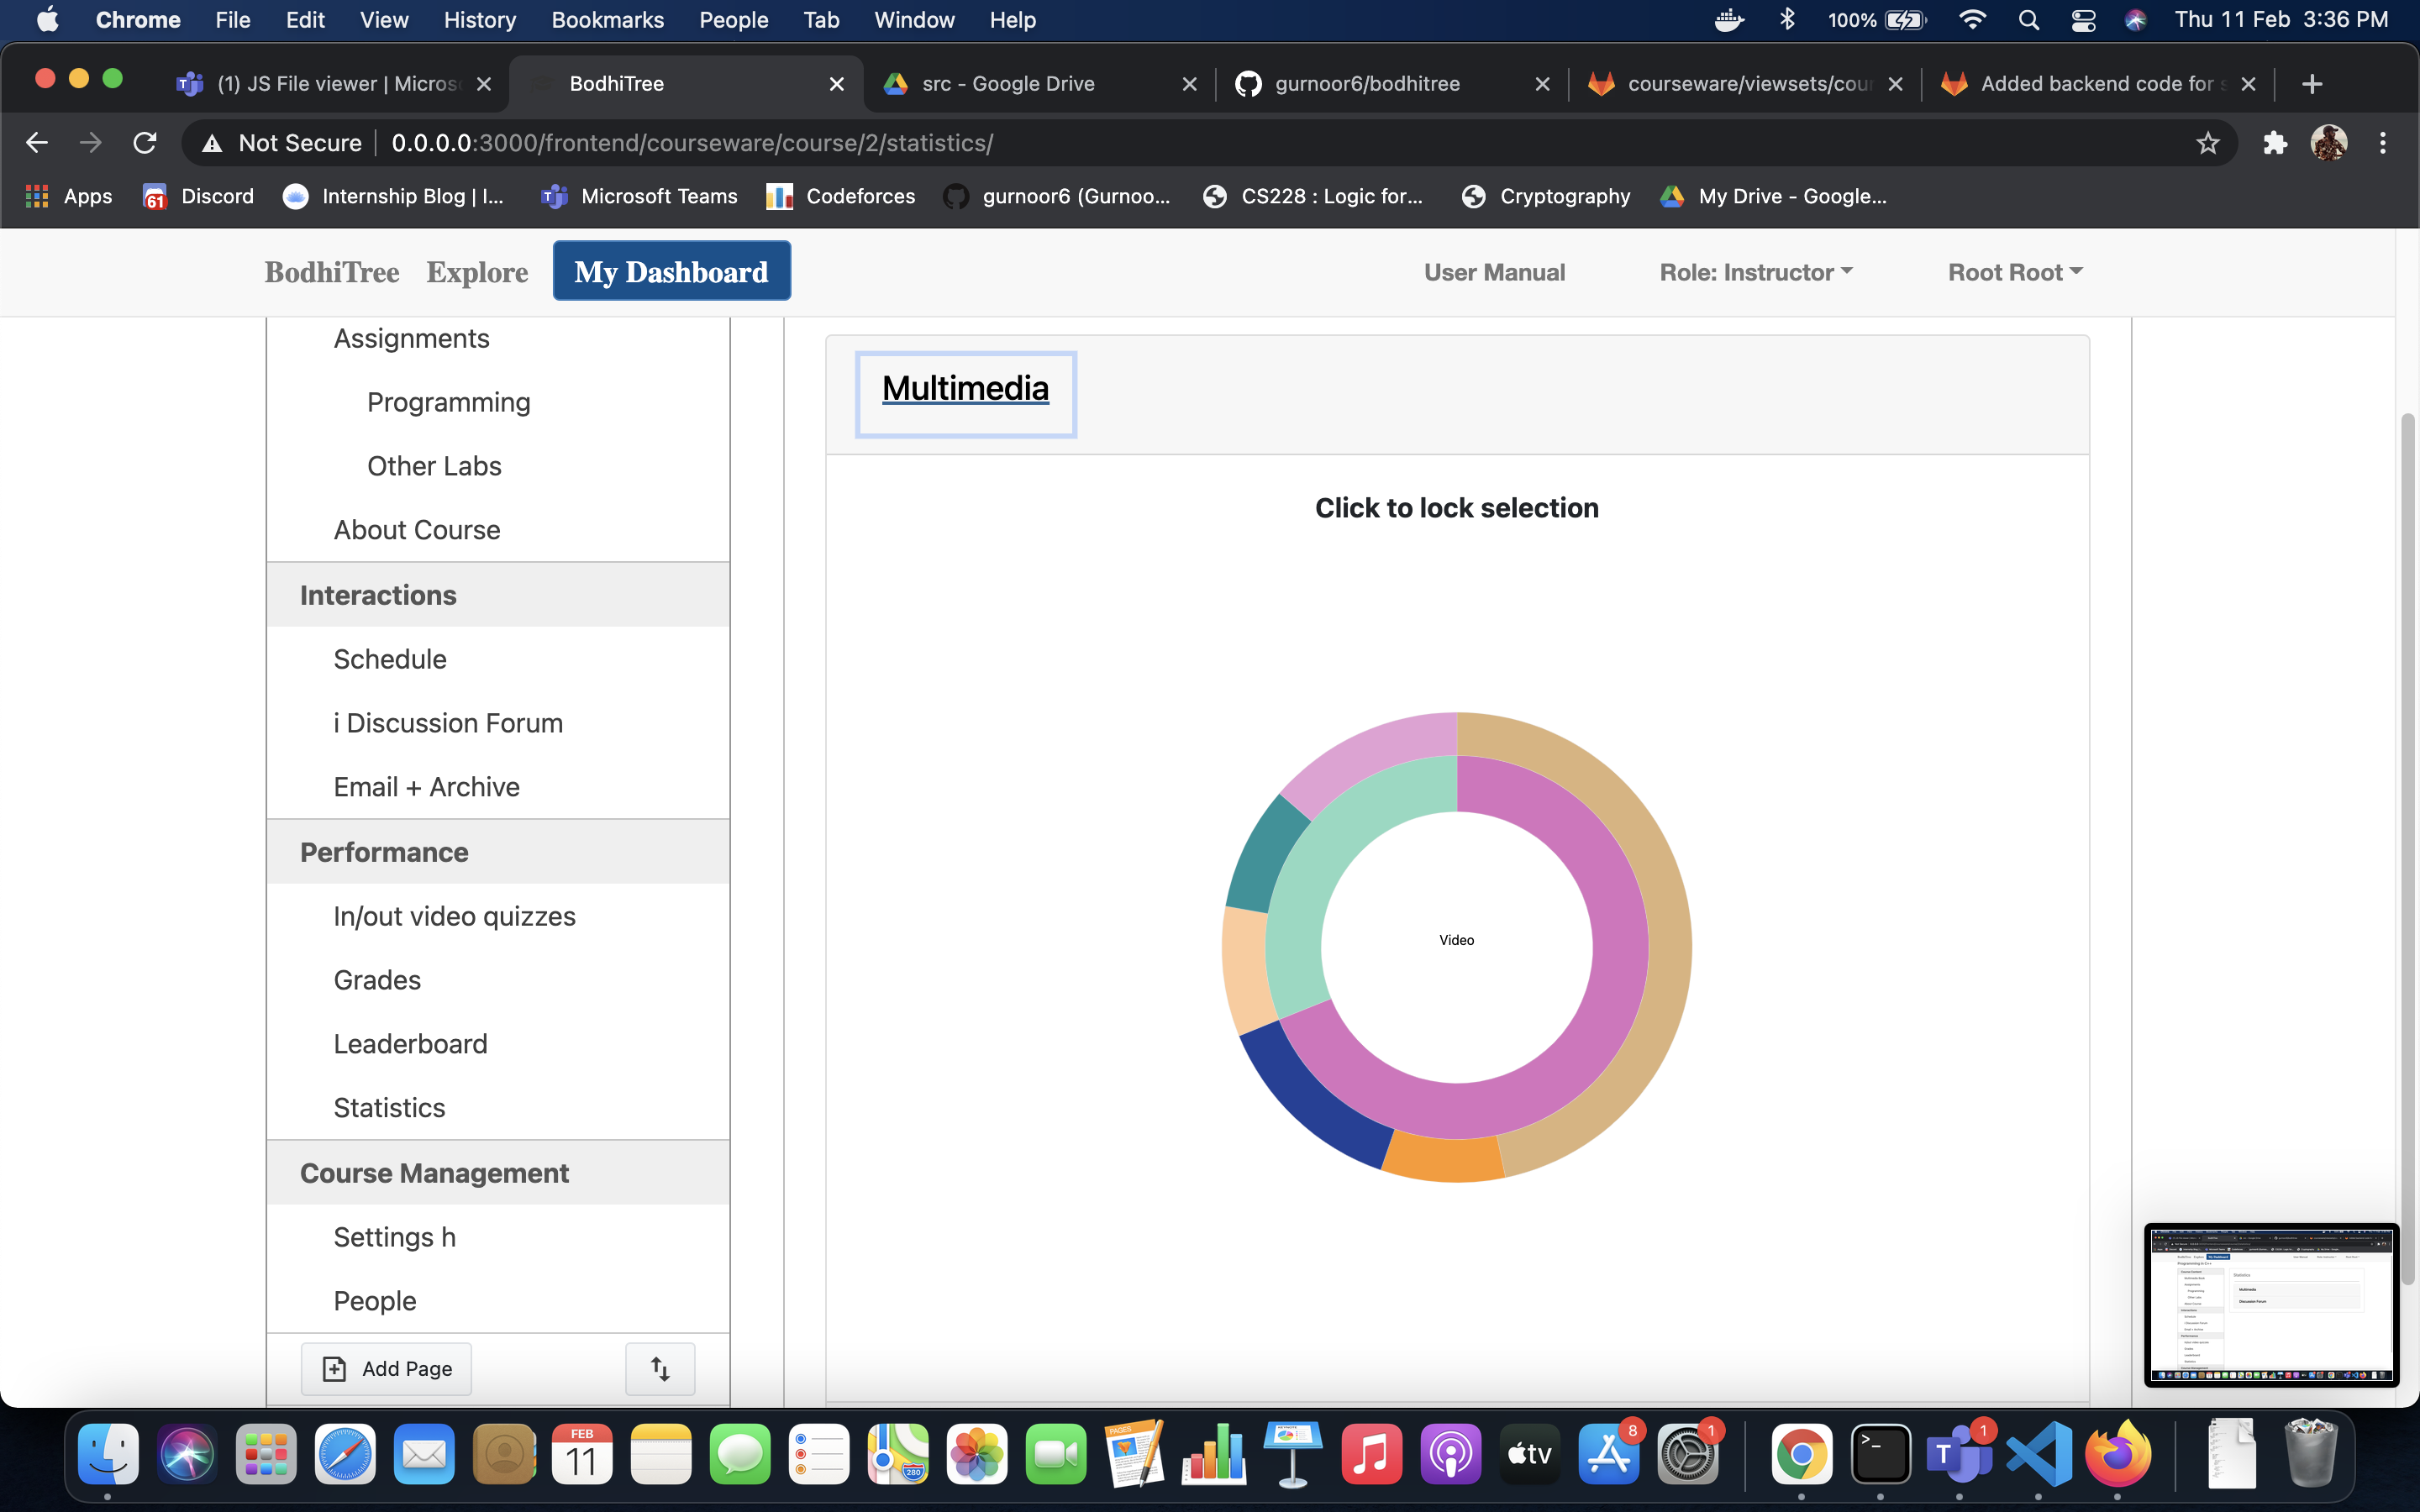 Chrome File Edit View History Bookmarks People Tab Window Help 100% Thu 11 Feb 3:36 PM
(1) JS File viewer | Micros BodhiTree src - Google Drive gurnoor6/bodhitree courseware/viewsets/cour Added backend code for s
Not Secure 0.0.0.0:3000/frontend/courseware/course/2/statistics/
Apps 61 Discord Internship Blog | I... Microsoft Teams Codeforces gurnoor6 (Gurnoo... CS228 : Logic for... Cryptography My Drive - Google...
BodhiTree Explore My Dashboard User Manual Role: Instructor Root Root
Assignments
Programming
Other Labs
About Course
Interactions
Schedule
i Discussion Forum
Email + Archive
Performance
In/out video quizzes
Grades
Leaderboard
Statistics
Course Management
Settings h
People
Add Page
Multimedia
Click to lock selection
Video
FEB
11
PAGES
280
tv
8
1
>_
T
1